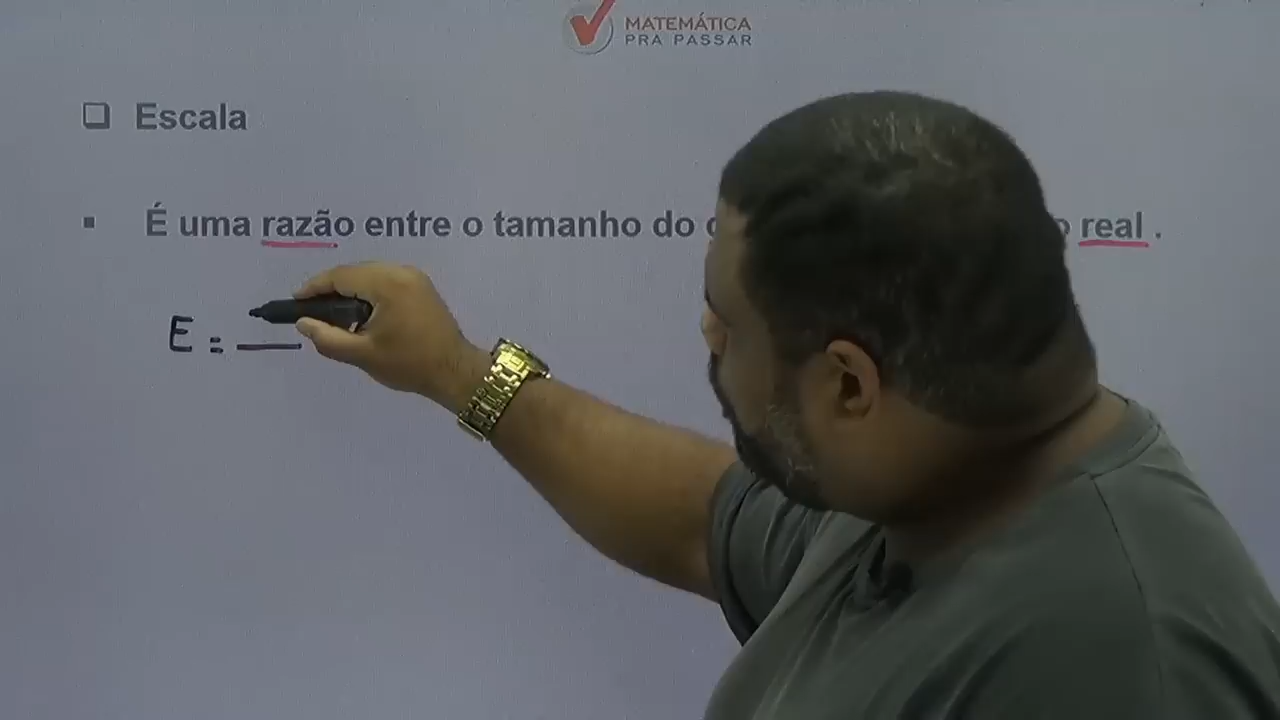 MATEMÁTICA
PRA PASSAR
Escala
É uma razão entre o tamanho do real .
E =